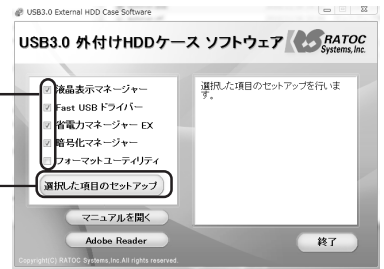 USB3.0 External HDD Case Software
USB3.0 外付けHDDケース ソフトウェア
RATOC
Systems, Inc.
液晶表示マネージャー
Fast USB ドライバー
省電力マネージャー EX
暗号化マネージャー
フォーマットユーティリティ
選択した項目のセットアップ
マニュアルを開く
Adobe Reader
選択した項目のセットアップを行いま
す。
終了
Copyright(C) RATOC Systems,Inc.All rights reserved.